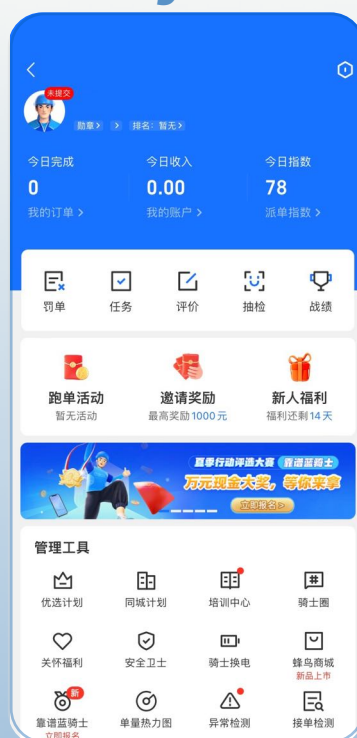 未提交
勋章> > 排名：暂无>
今日完成 今日收入 今日指数
0 0.00 78
我的订单> 我的账户> 派单指数>
罚单 任务 评价 抽检 战绩
跑单活动 邀请奖励 新人福利
暂无活动 最高奖励1000元 福利还剩14天
夏季行动评选大赛 靠谱蓝骑士
万元现金大奖，等你来拿
立即报名>
管理工具
优选计划 同城计划 培训中心 骑士圈
关怀福利 安全卫士 骑士换电 蜂鸟商城
新品上市
新
靠谱蓝骑士 单量热力图 异常检测 接单检测
立即报名